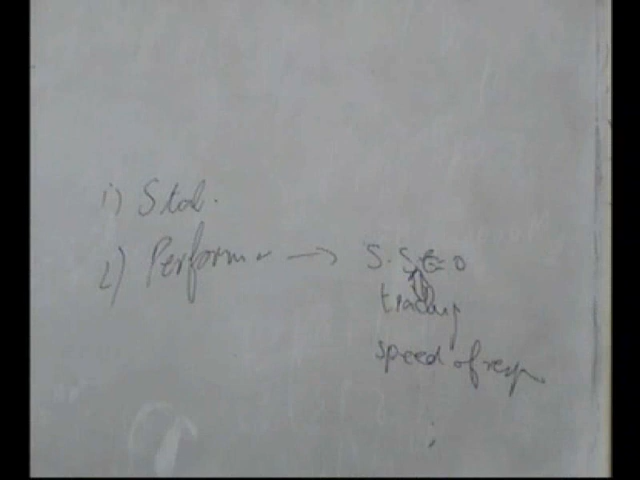 1) Stab.
2) Perform → S.S.E = 0
tracking
speed of resp.